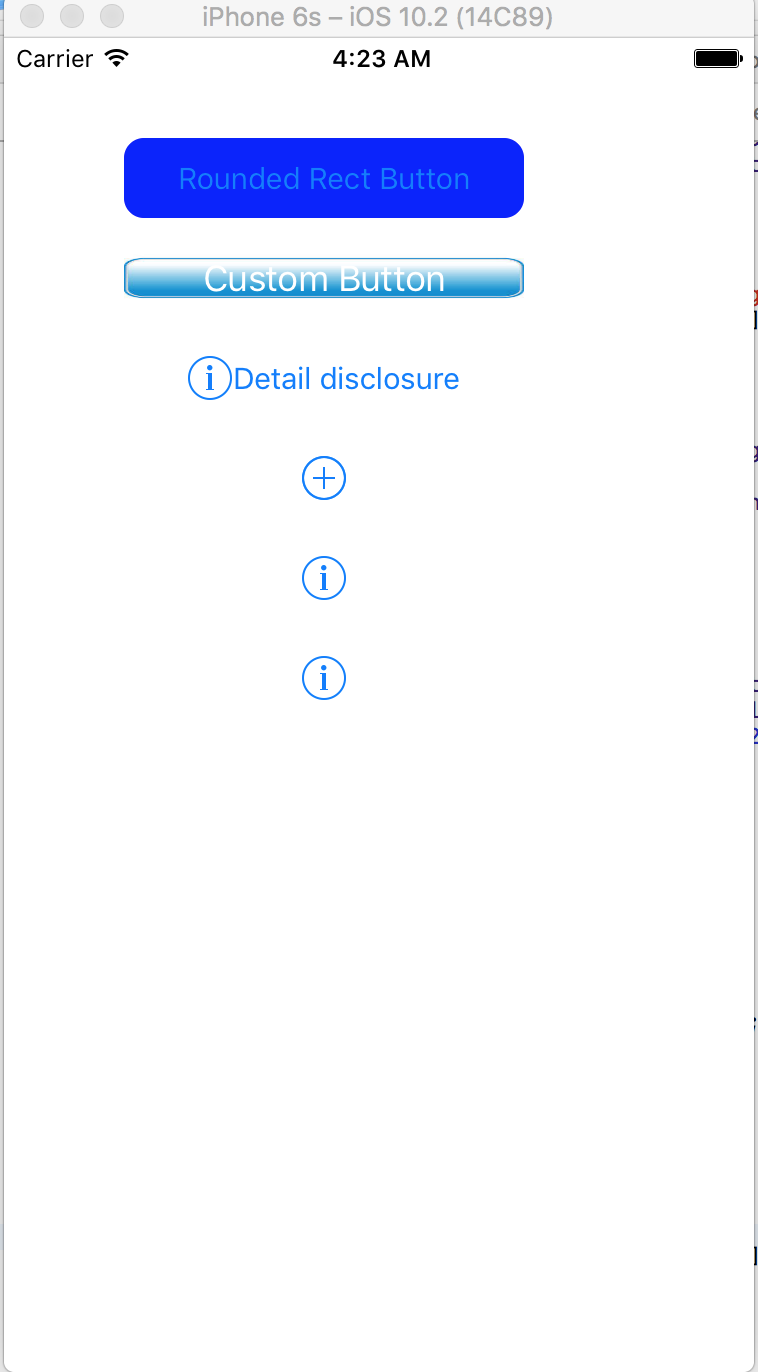 iPhone 6s – iOS 10.2 (14C89)
Carrier 4:23 AM
Rounded Rect Button
Custom Button
i Detail disclosure
+
i
i